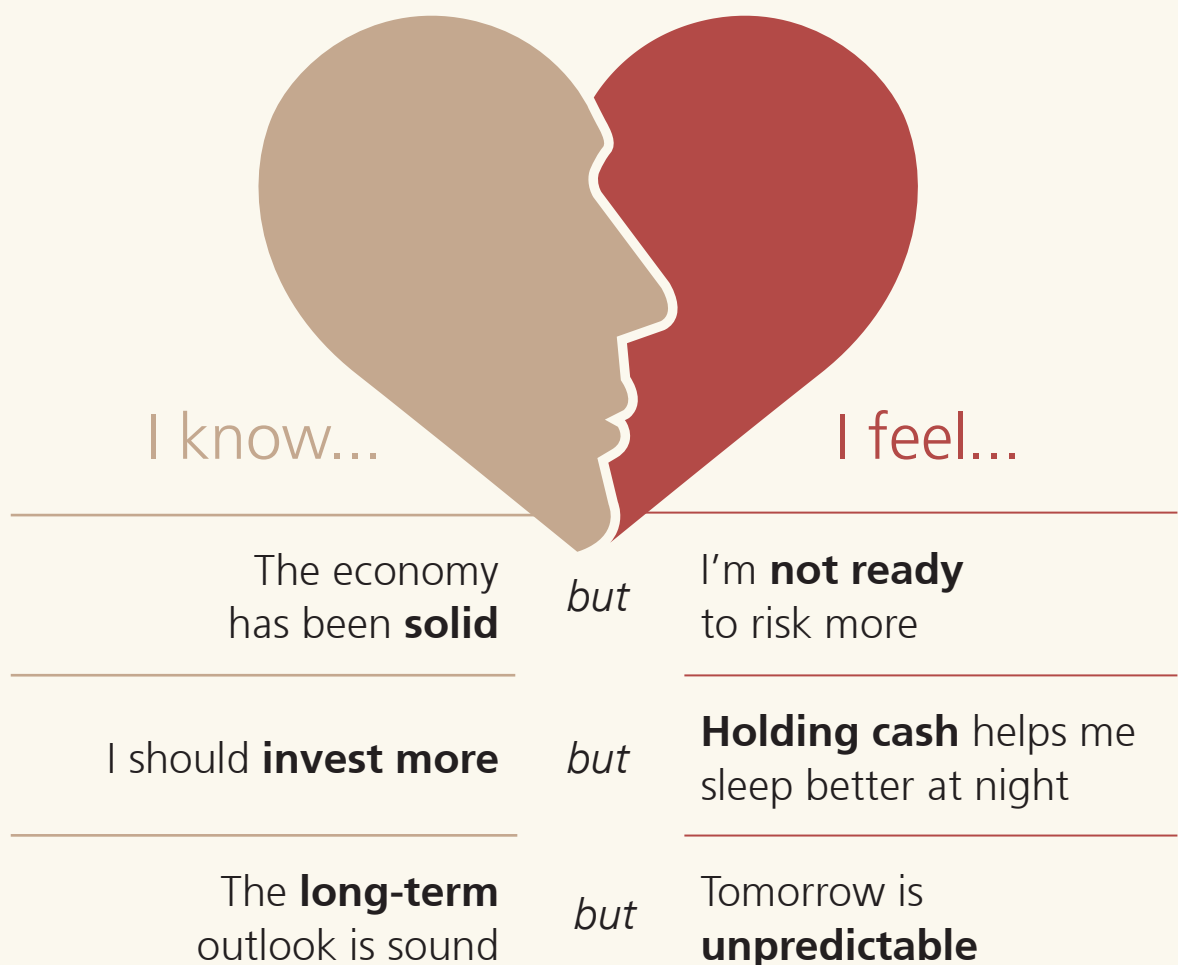 I know...
I feel...
The economy
has been solid
but
I'm not ready
to risk more
I should invest more
but
Holding cash helps me
sleep better at night
The long-term
outlook is sound
but
Tomorrow is
unpredictable